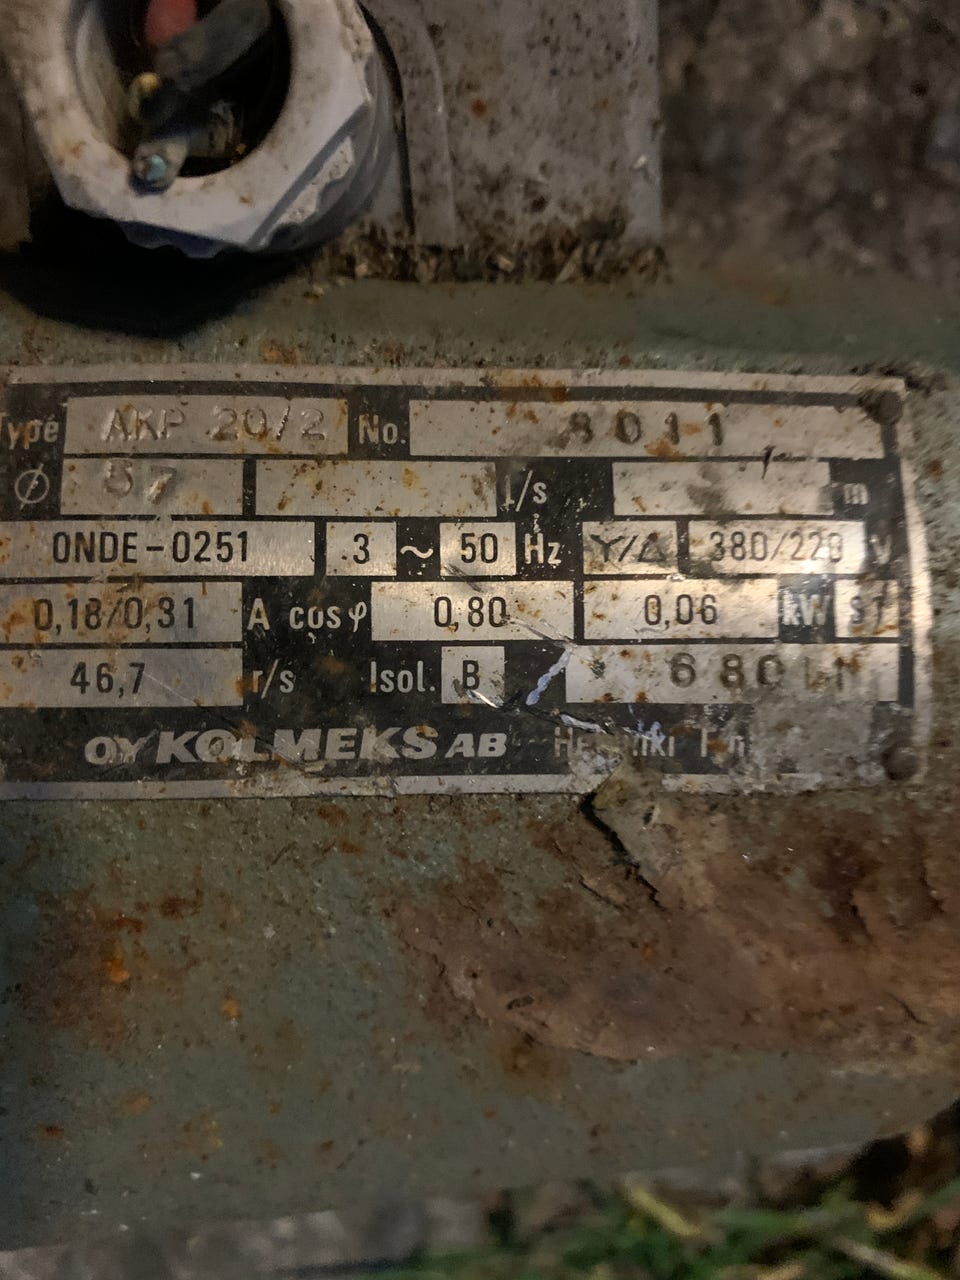 Type AKP 20/2 No. 8011
Ø 57 l/s m
ONDE-0251 3 ~ 50 Hz Y/Δ 380/220 V
0,18/0,31 A cos φ 0,80 0,06 kW S1
46,7 r/s Isol. B
OY KOLMEKS AB